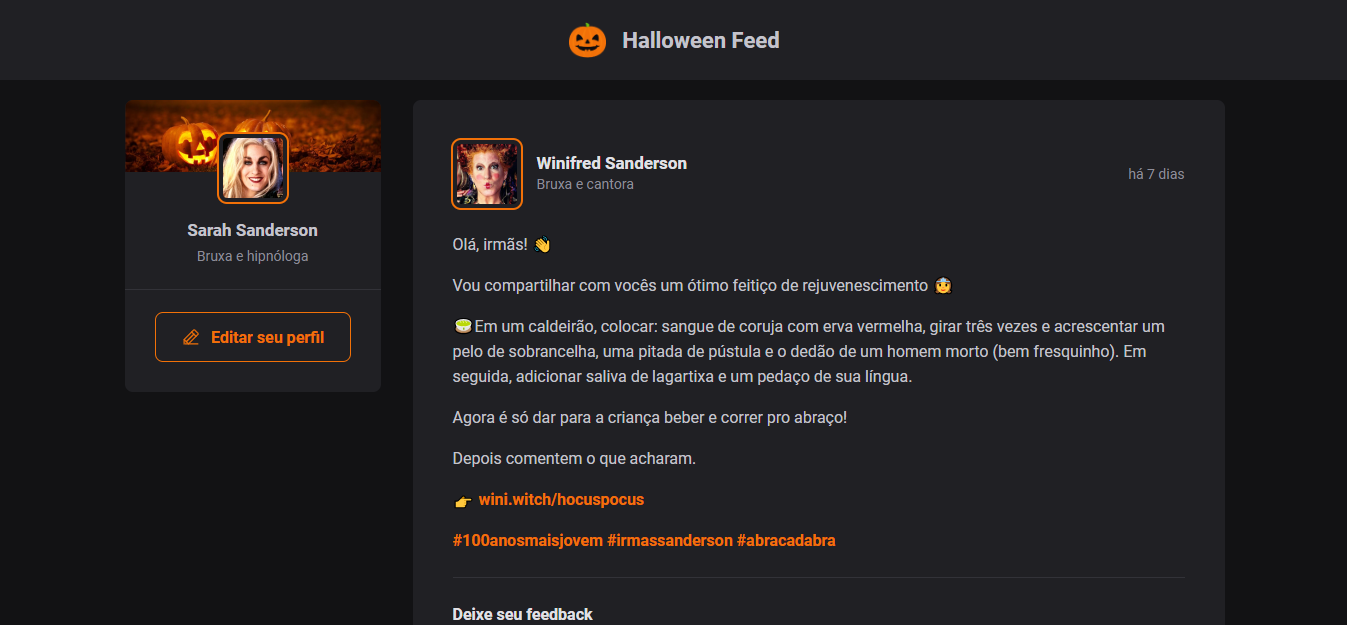 Halloween Feed
Sarah Sanderson
Bruxa e hipnóloga
Editar seu perfil
Winifred Sanderson
Bruxa e cantora
há 7 dias
Olá, irmãs! 👋
Vou compartilhar com vocês um ótimo feitiço de rejuvenescimento 👵
🍵Em um caldeirão, colocar: sangue de coruja com erva vermelha, girar três vezes e acrescentar um
pelo de sobrancelha, uma pitada de pústula e o dedão de um homem morto (bem fresquinho). Em
seguida, adicionar saliva de lagartixa e um pedaço de sua língua.
Agora é só dar para a criança beber e correr pro abraço!
Depois comentem o que acharam.
👉 wini.witch/hocuspocus
#100anosmaisjovem #irmassanderson #abracadabra
Deixe seu feedback